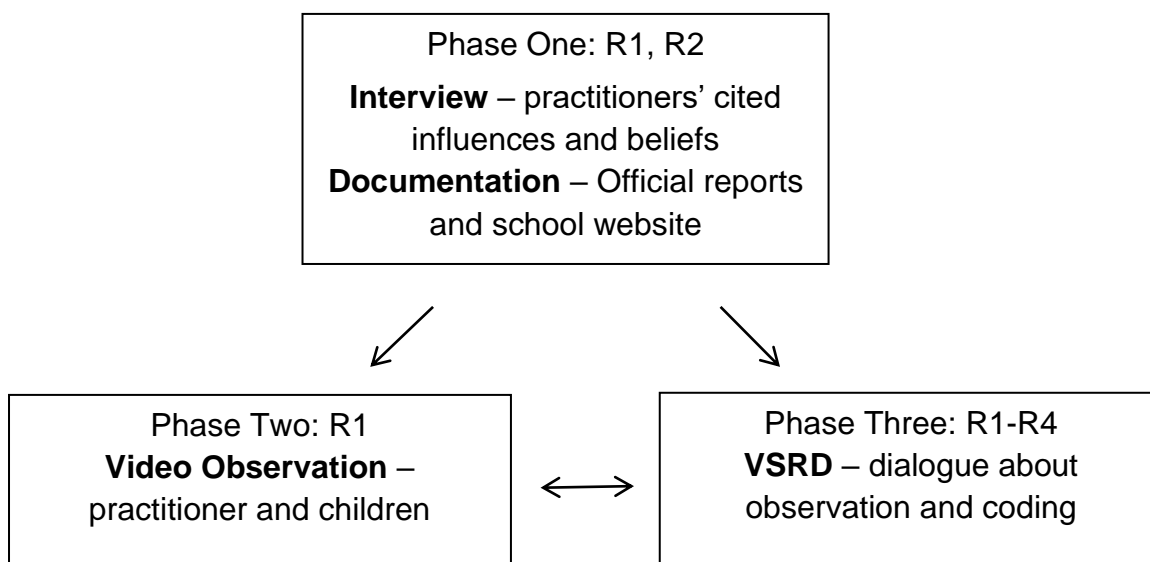 Phase One: R1, R2
Interview – practitioners’ cited
influences and beliefs
Documentation – Official reports
and school website
Phase Two: R1
Video Observation –
practitioner and children
Phase Three: R1-R4
VSRD – dialogue about
observation and coding